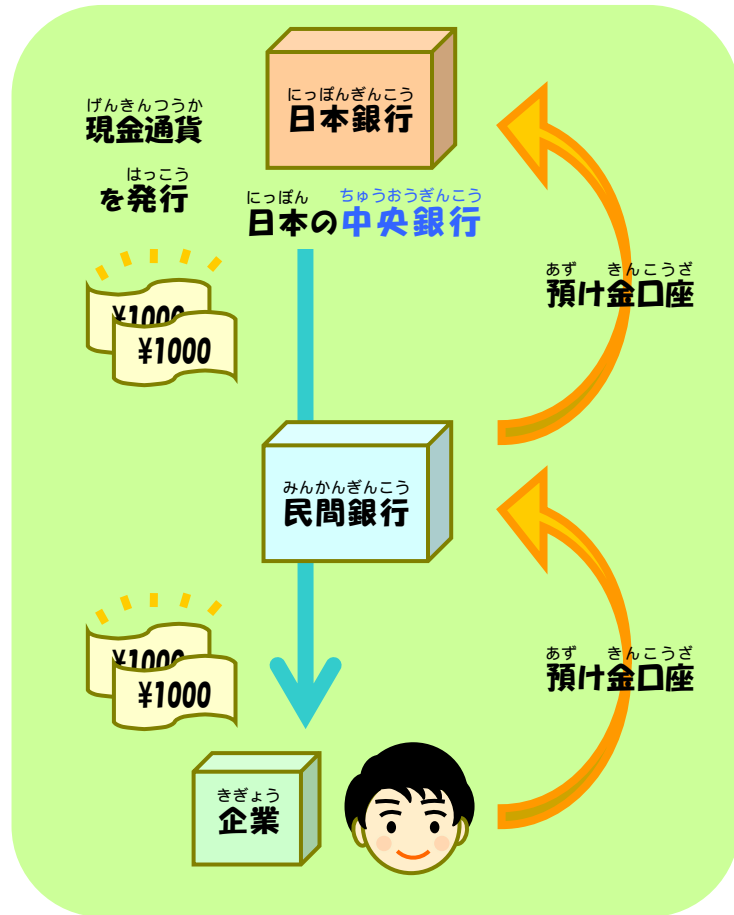 にっぽんぎんこう
日本銀行
げんきんつうか
現金通貨
はっこう
を発行
にっぽん ちゅうおうぎんこう
日本の中央銀行
¥1000
¥1000
あず きんこうざ
預け金口座
みんかんぎんこう
民間銀行
¥1000
¥1000
あず きんこうざ
預け金口座
きぎょう
企業